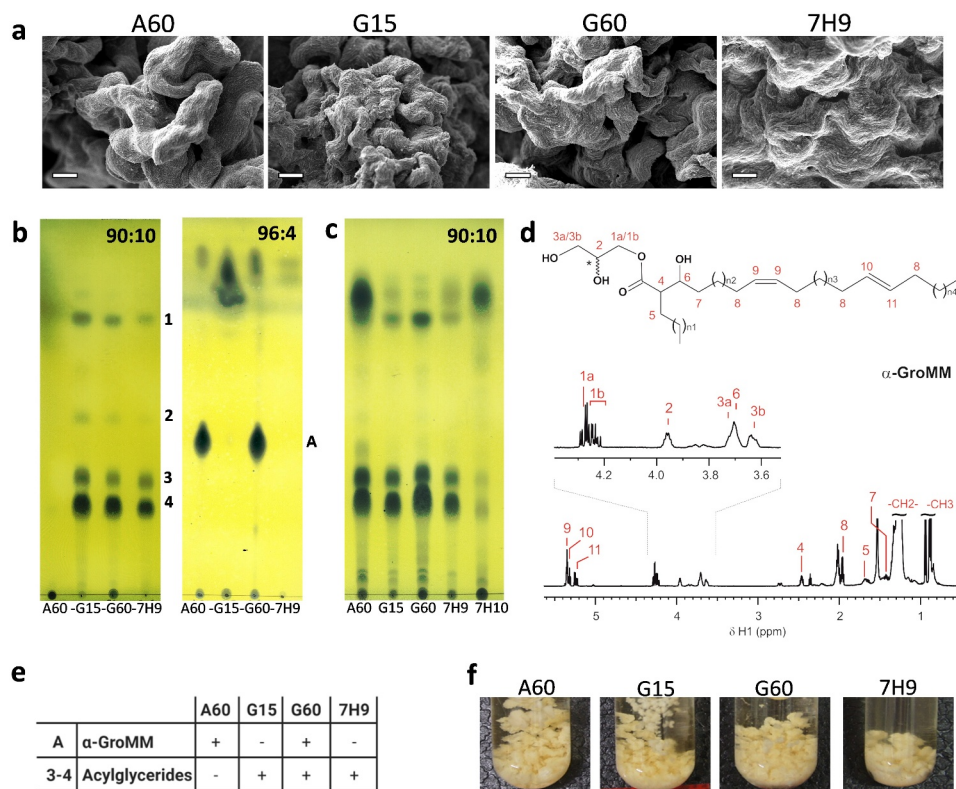 a
A60 G15 G60 7H9
b
90:10
96:4
1
2
3
4
A
A60 -G15-G60-7H9
A60 -G15-G60-7H9
c
90:10
A60 G15 G60 7H9 7H10
d
3a/3b 2 1a/1b
HO O OH 9 9 10 8
* OH O 4 6 n2 n3 11 n4
7 8 8 8
5
n1
α-GroMM
1a
1b
2 3a 6 3b
4.2 4.0 3.8 3.6
9 10 11 4 8 5 7 -CH2- -CH3
5 4 3 2 1
δ H1 (ppm)
e
A60 G15 G60 7H9
A α-GroMM + - + -
3-4 Acylglycerides - + + +
f
A60 G15 G60 7H9